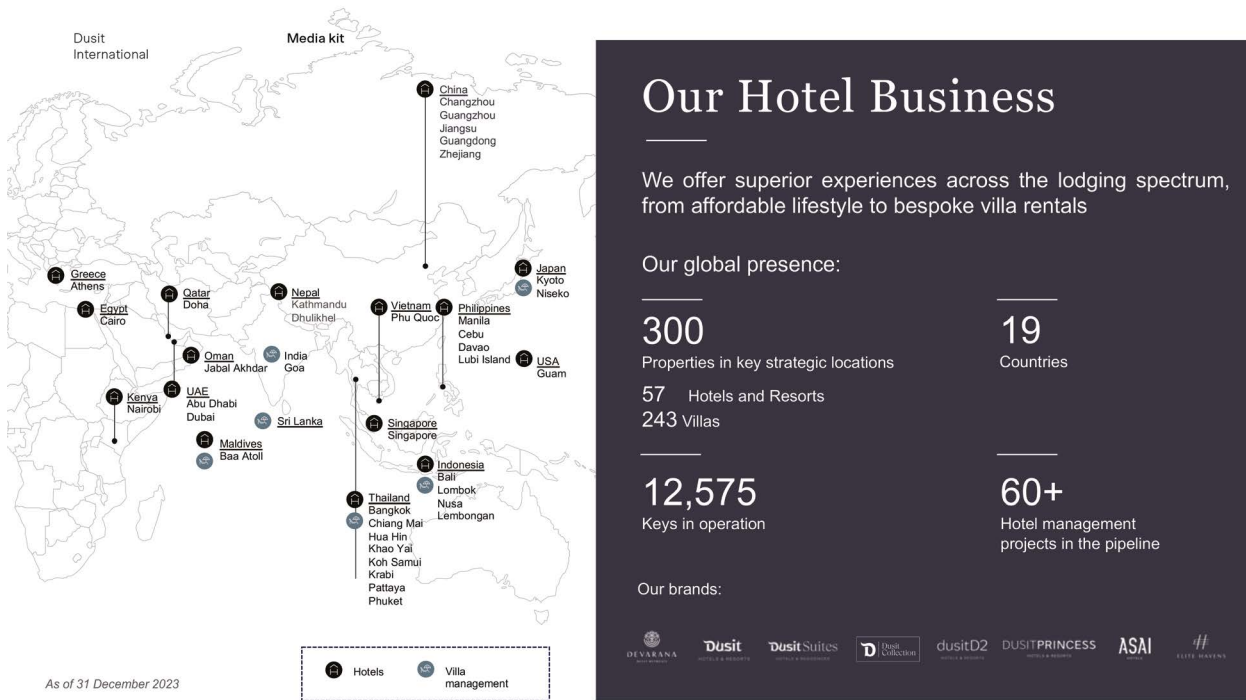 Dusit
International
Media kit
China
Changzhou
Guangzhou
Jiangsu
Guangdong
Zhejiang
Greece
Athens
Egypt
Cairo
Qatar
Doha
Nepal
Kathmandu
Dhulikhel
Vietnam
Phu Quoc
Philippines
Manila
Cebu
Davao
Lubi Island
Japan
Kyoto
Niseko
USA
Guam
Oman
Jabal Akhdar
India
Goa
Kenya
Nairobi
UAE
Abu Dhabi
Dubai
Sri Lanka
Singapore
Singapore
Maldives
Baa Atoll
Indonesia
Bali
Lombok
Nusa
Lembongan
Thailand
Bangkok
Chiang Mai
Hua Hin
Khao Yai
Koh Samui
Krabi
Pattaya
Phuket
Hotels
Villa
management
As of 31 December 2023
Our Hotel Business
We offer superior experiences across the lodging spectrum,
from affordable lifestyle to bespoke villa rentals
Our global presence:
300
Properties in key strategic locations
57 Hotels and Resorts
243 Villas
19
Countries
12,575
Keys in operation
60+
Hotel management
projects in the pipeline
Our brands:
DEVARANA
Dusit
HOTELS & RESORTS
Dusit Suites
Dusit
Collection
dusitD2
HOTELS & RESORTS
DUSITPRINCESS
HOTELS & RESORTS
ASAI
HOTELS
ELITE HAVENS